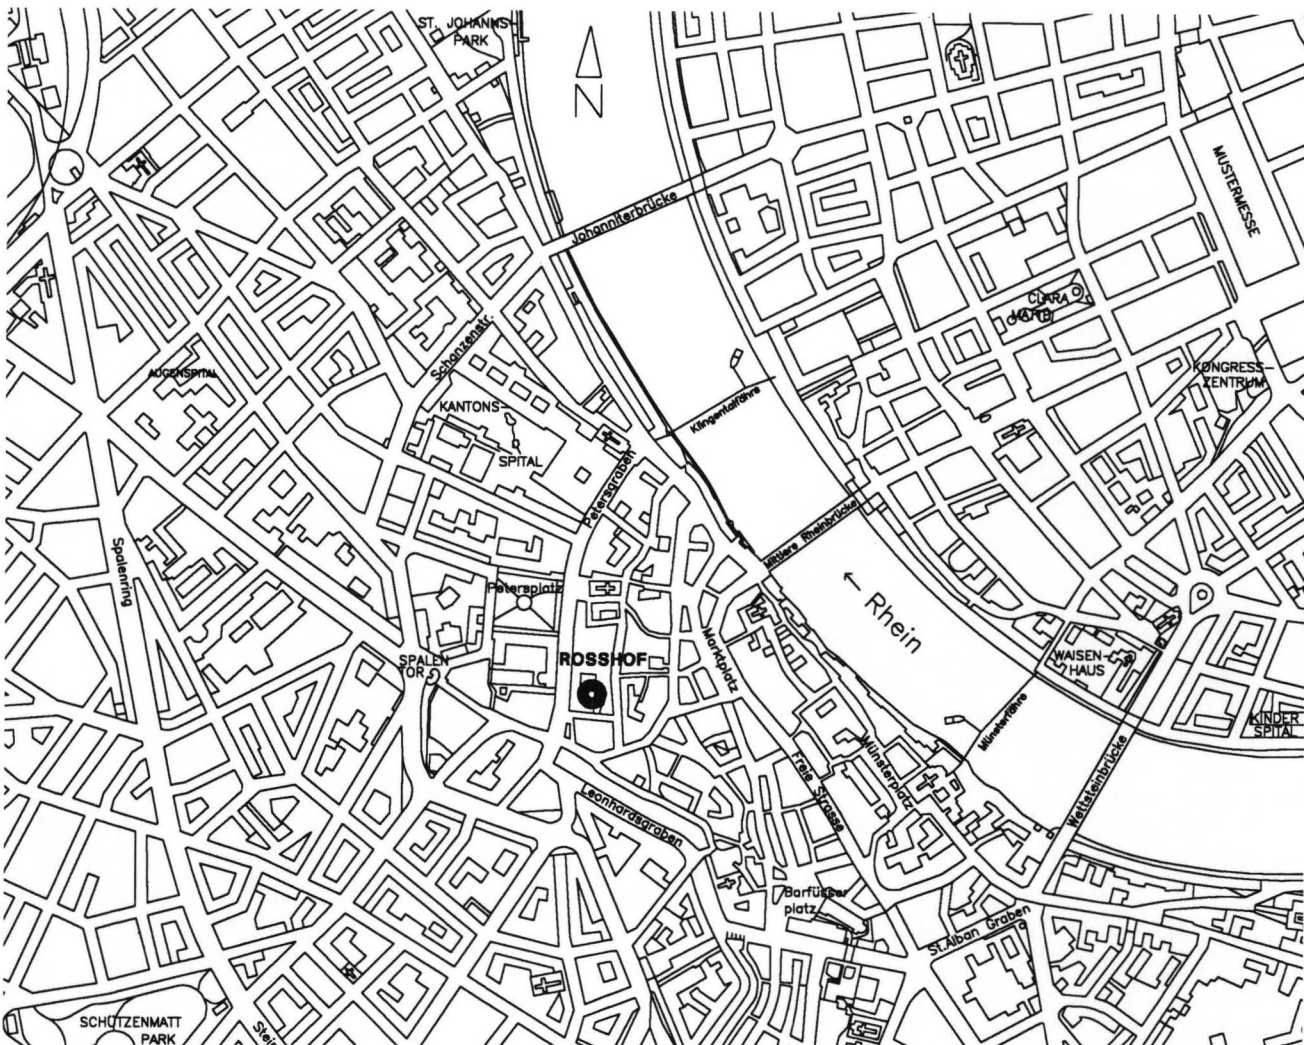 ST. JOHANNS-
PARK
N
MUSTERMESSE
Johanniterbrücke
CLARA
MATTE
Schanzenstr.
KONGRESS-
ZENTRUM
AUGENSPITAL
Klingentalfähre
KANTONS-
SPITAL
Petersgraben
Mittlere Rheinbrücke
Spalenring
Petersplatz
← Rhein
Marktplatz
WAISEN-
HAUS
SPALEN
TOR
ROSSHOF
Münsterfähre
KINDER
SPITAL
Münsterplatz
Wettsteinbrücke
Freie Strasse
Leonhardsgraben
Barfüsser
platz
St.Alban Graben
SCHÜTZENMATT
PARK